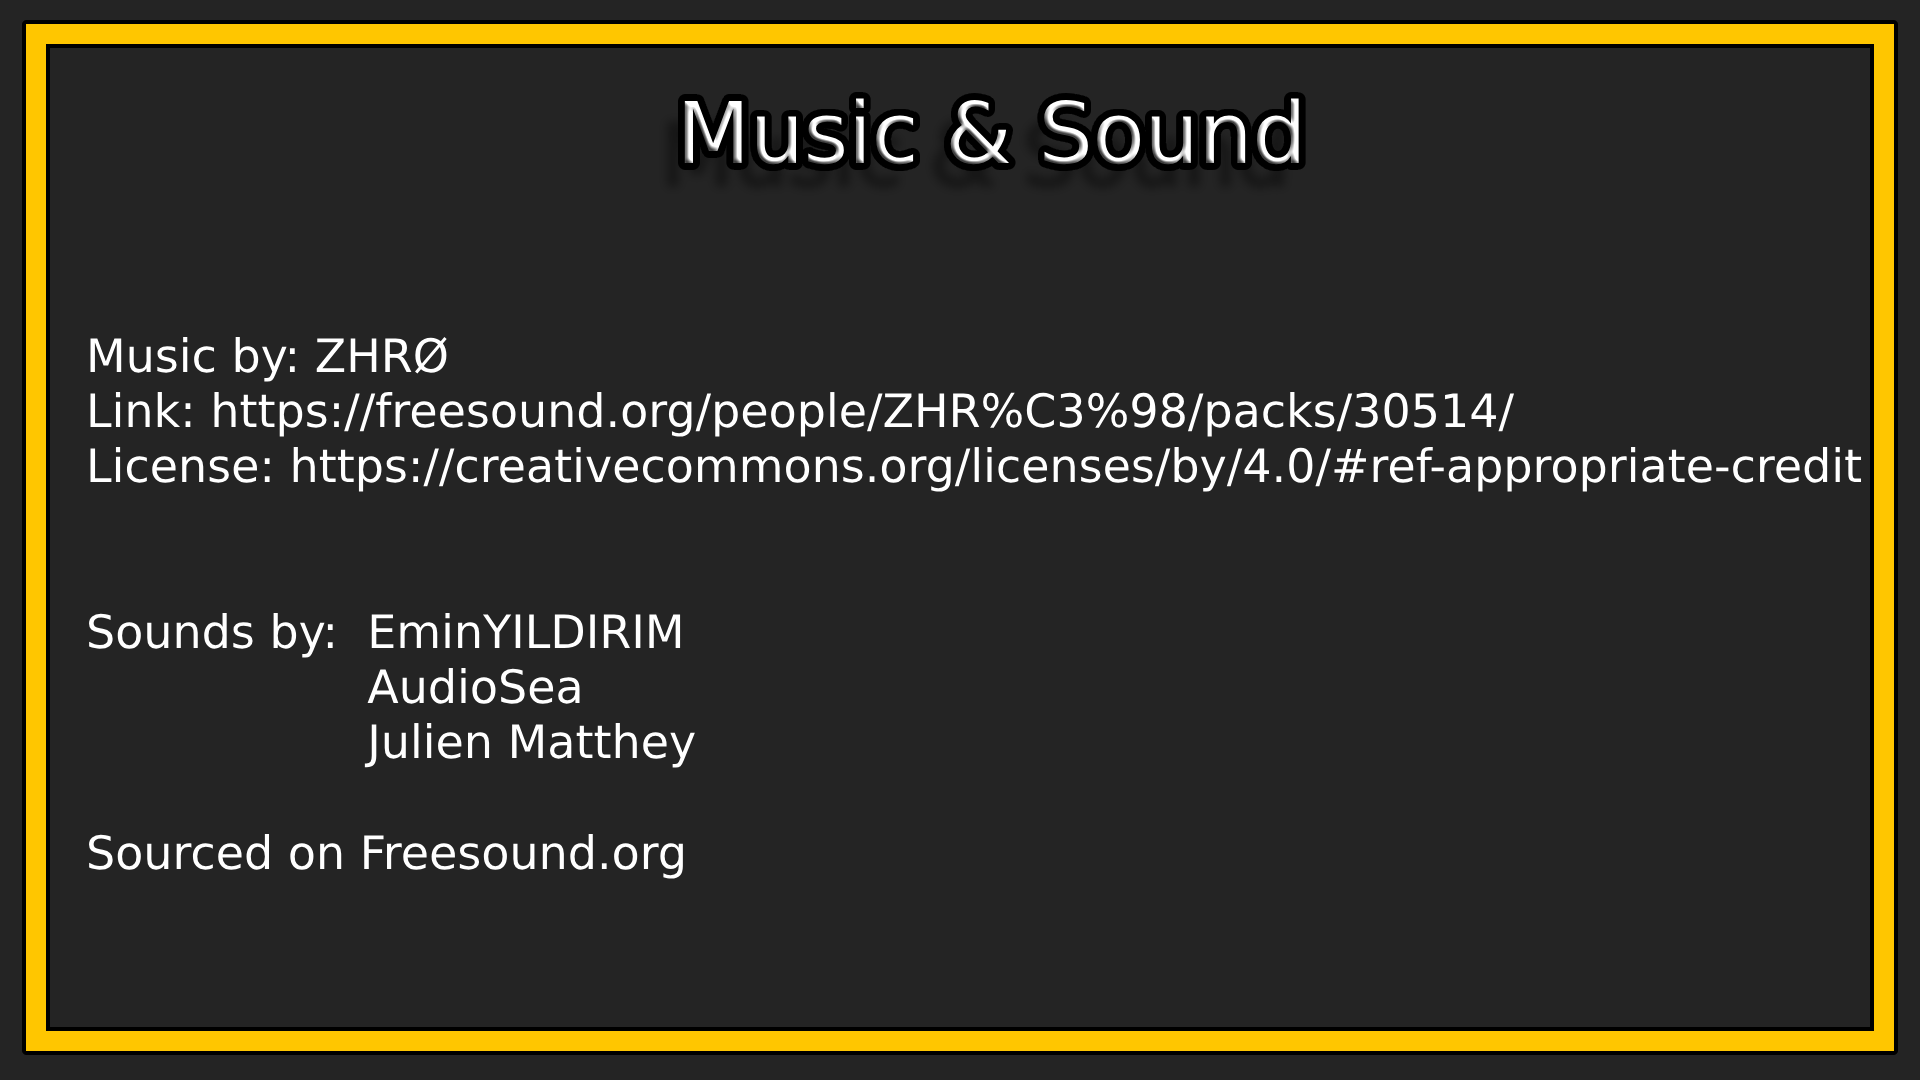 Music & Sound
Music by: ZHRØ
Link: https://freesound.org/people/ZHR%C3%98/packs/30514/
License: https://creativecommons.org/licenses/by/4.0/#ref-appropriate-credit
Sounds by: EminYILDIRIM
AudioSea
Julien Matthey
Sourced on Freesound.org